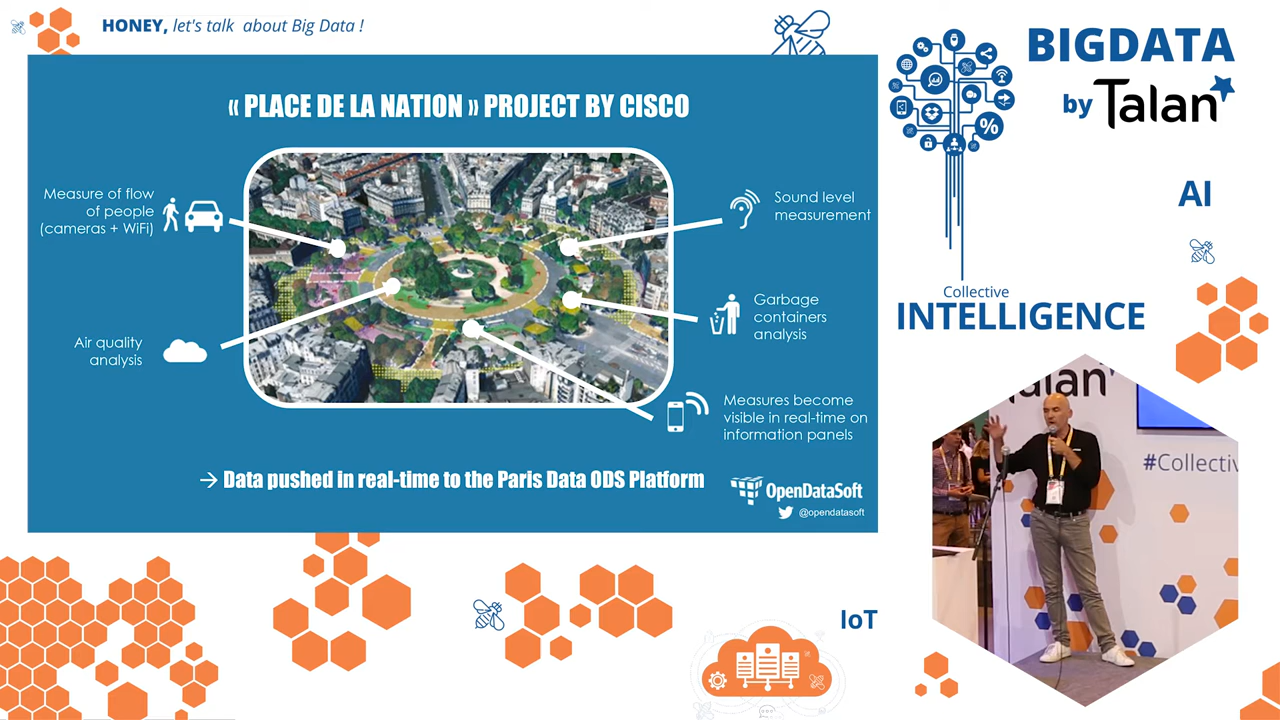 HONEY, let's talk about Big Data !
« PLACE DE LA NATION » PROJECT BY CISCO
Measure of flow
of people
(cameras + WiFi)
Air quality
analysis
Sound level
measurement
Garbage
containers
analysis
Measures become
visible in real-time on
information panels
→ Data pushed in real-time to the Paris Data ODS Platform
OpenDataSoft
@opendatasoft
BIGDATA
by Talan
%
AI
Collective
INTELLIGENCE
Talan
#Collectiv
IoT